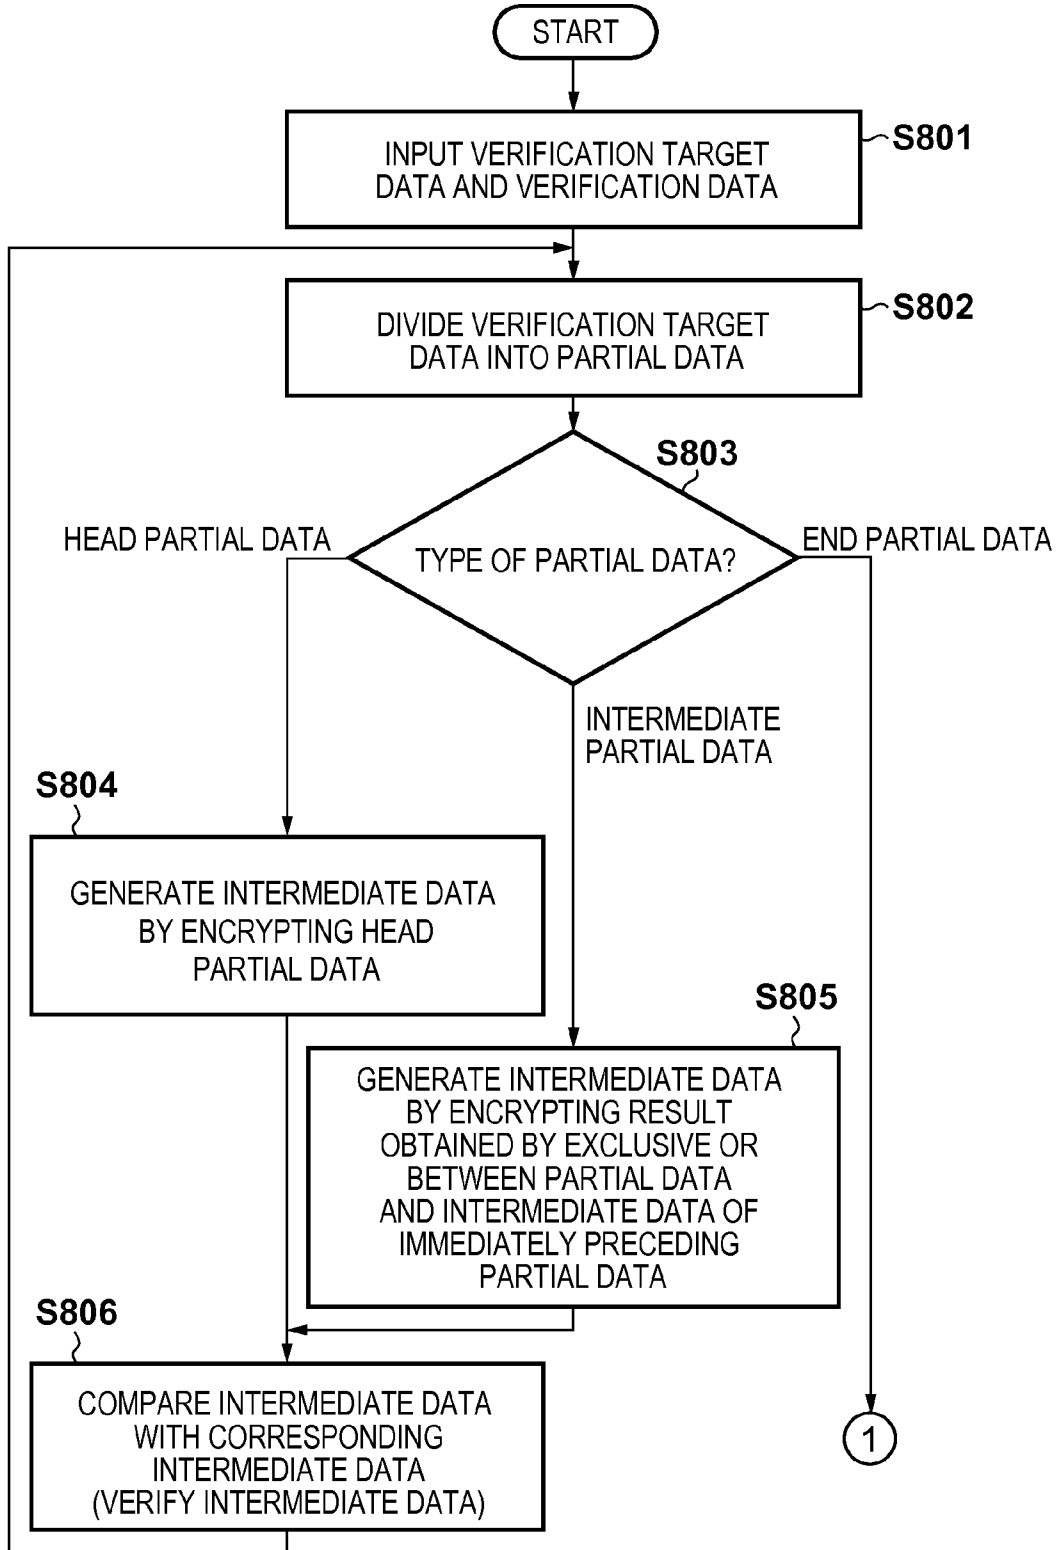 START
S801
INPUT VERIFICATION TARGET
DATA AND VERIFICATION DATA
S802
DIVIDE VERIFICATION TARGET
DATA INTO PARTIAL DATA
S803
HEAD PARTIAL DATA
TYPE OF PARTIAL DATA?
END PARTIAL DATA
INTERMEDIATE
PARTIAL DATA
S804
GENERATE INTERMEDIATE DATA
BY ENCRYPTING HEAD
PARTIAL DATA
S805
GENERATE INTERMEDIATE DATA
BY ENCRYPTING RESULT
OBTAINED BY EXCLUSIVE OR
BETWEEN PARTIAL DATA
AND INTERMEDIATE DATA OF
IMMEDIATELY PRECEDING
PARTIAL DATA
S806
COMPARE INTERMEDIATE DATA
WITH CORRESPONDING
INTERMEDIATE DATA
(VERIFY INTERMEDIATE DATA)
1